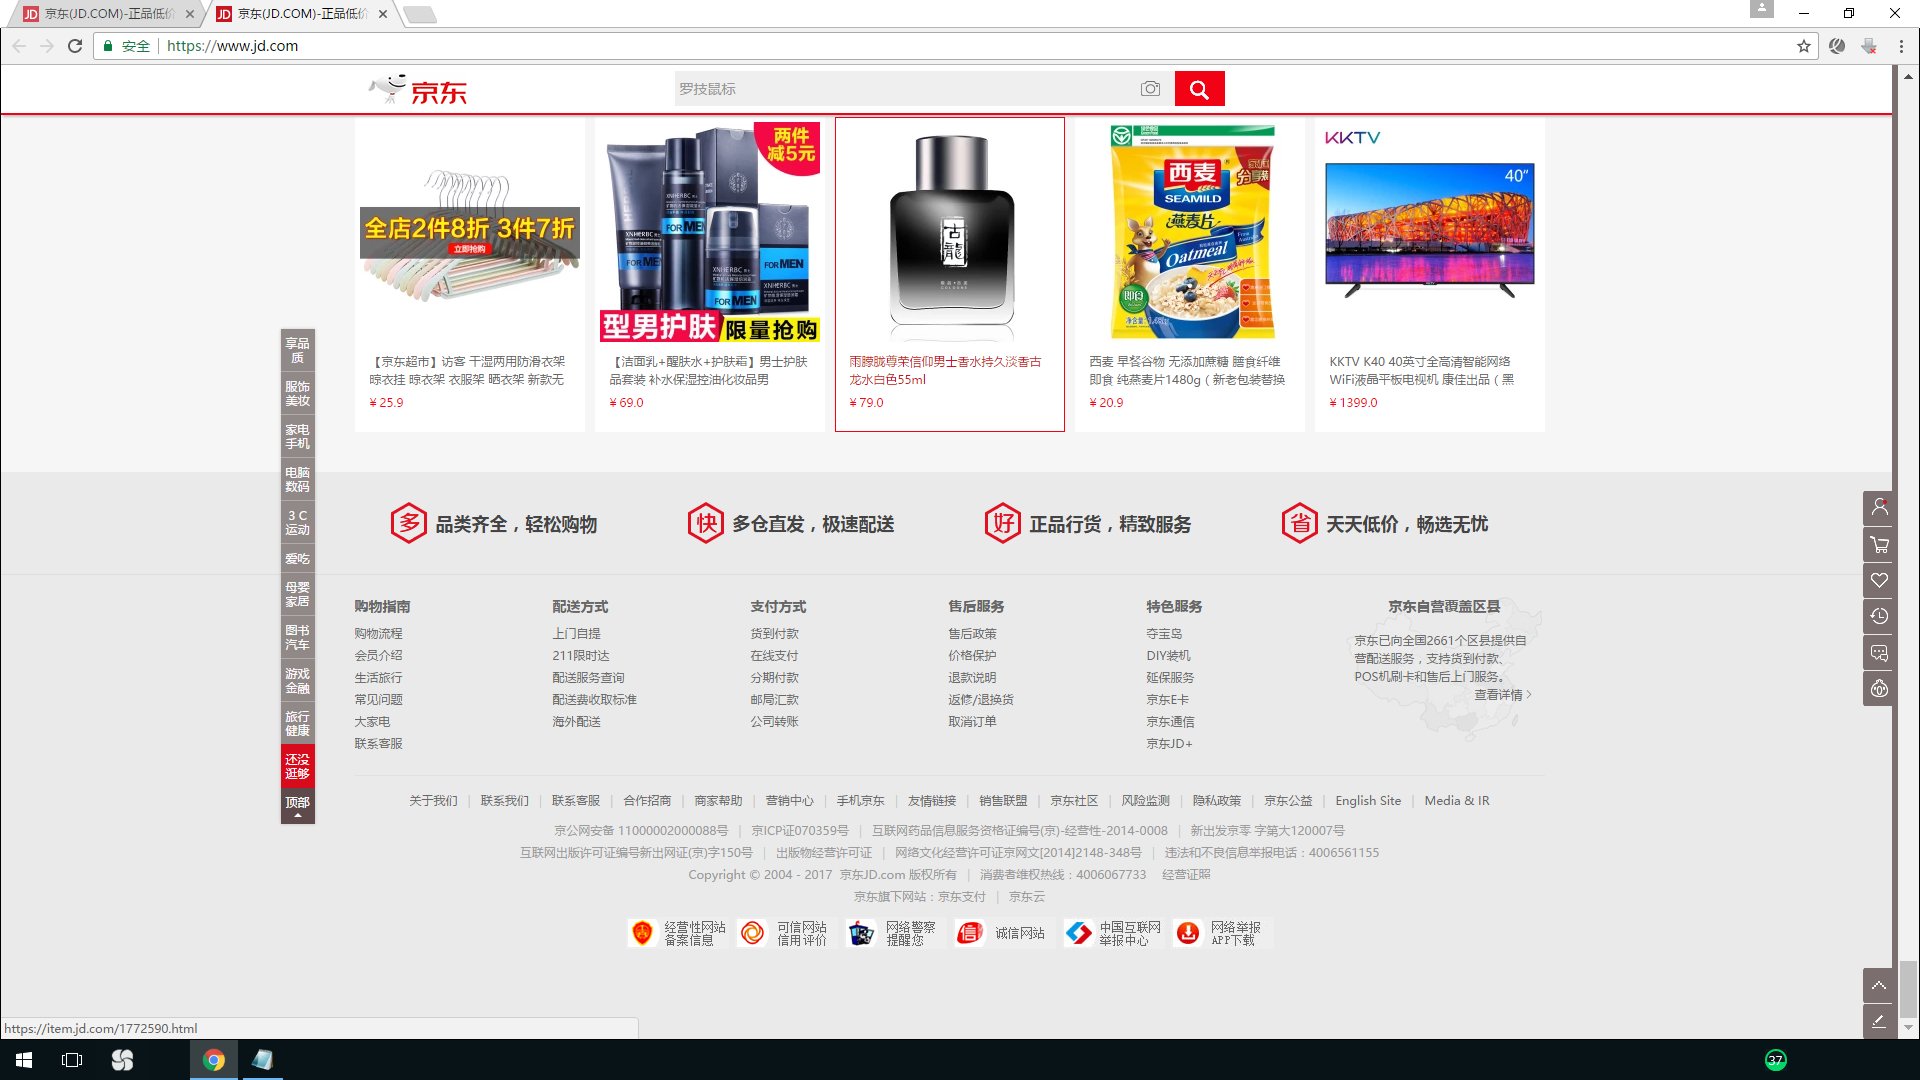 京东(JD.COM)-正品低价
京东(JD.COM)-正品低价
安全
https://www.jd.com
京东
罗技鼠标
全店2件8折 3件7折
立即抢购
两件
减5元
XNHERBC
FOR MEN
型男护肤 限量抢购
古龍
COLOGNE
西麦
SEAMILD
燕麦片
Oatmeal
分享装
即食
KKTV
40"
【京东超市】访客 干湿两用防滑衣架
晾衣挂 晾衣架 衣服架 晒衣架 新款无
¥ 25.9
【洁面乳+醒肤水+护肤霜】男士护肤
品套装 补水保湿控油化妆品男
¥ 69.0
雨朦胧尊荣信仰男士香水持久淡香古
龙水白色55ml
¥ 79.0
西麦 早餐谷物 无添加蔗糖 膳食纤维
即食 纯燕麦片1480g（新老包装替换
¥ 20.9
KKTV K40 40英寸全高清智能网络
WiFi液晶平板电视机 康佳出品（黑
¥ 1399.0
享品
质
服饰
美妆
家电
手机
电脑
数码
3 C
运动
爱吃
母婴
家居
图书
汽车
游戏
金融
旅行
健康
还没
逛够
顶部
多 品类齐全，轻松购物
快 多仓直发，极速配送
好 正品行货，精致服务
省 天天低价，畅选无忧
购物指南
购物流程
会员介绍
生活旅行
常见问题
大家电
联系客服
配送方式
上门自提
211限时达
配送服务查询
配送费收取标准
海外配送
支付方式
货到付款
在线支付
分期付款
邮局汇款
公司转账
售后服务
售后政策
价格保护
退款说明
返修/退换货
取消订单
特色服务
夺宝岛
DIY装机
延保服务
京东E卡
京东通信
京东JD+
京东自营覆盖区县
京东已向全国2661个区县提供自
营配送服务，支持货到付款、
POS机刷卡和售后上门服务。
查看详情 >
关于我们 | 联系我们 | 联系客服 | 合作招商 | 商家帮助 | 营销中心 | 手机京东 | 友情链接 | 销售联盟 | 京东社区 | 风险监测 | 隐私政策 | 京东公益 | English Site | Media & IR
京公网安备 11000002000088号 | 京ICP证070359号 | 互联网药品信息服务资格证编号(京)-经营性-2014-0008 | 新出发京零 字第大120007号
互联网出版许可证编号新出网证(京)字150号 | 出版物经营许可证 | 网络文化经营许可证京网文[2014]2148-348号 | 违法和不良信息举报电话：4006561155
Copyright © 2004 - 2017 京东JD.com 版权所有 | 消费者维权热线：4006067733 经营证照
京东旗下网站：京东支付 | 京东云
经营性网站
备案信息
可信网站
信用评价
网络警察
提醒您
诚信网站
中国互联网
举报中心
网络举报
APP下载
https://item.jd.com/1772590.html
37